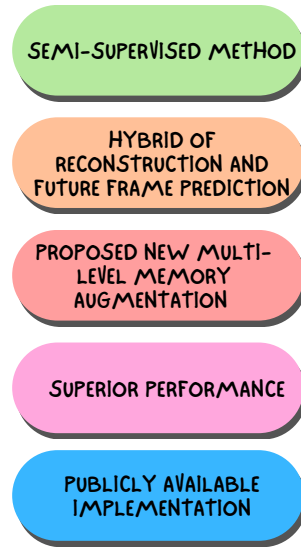 SEMI-SUPERVISED METHOD
HYBRID OF
RECONSTRUCTION AND
FUTURE FRAME PREDICTION
PROPOSED NEW MULTI-
LEVEL MEMORY
AUGMENTATION
SUPERIOR PERFORMANCE
PUBLICLY AVAILABLE
IMPLEMENTATION